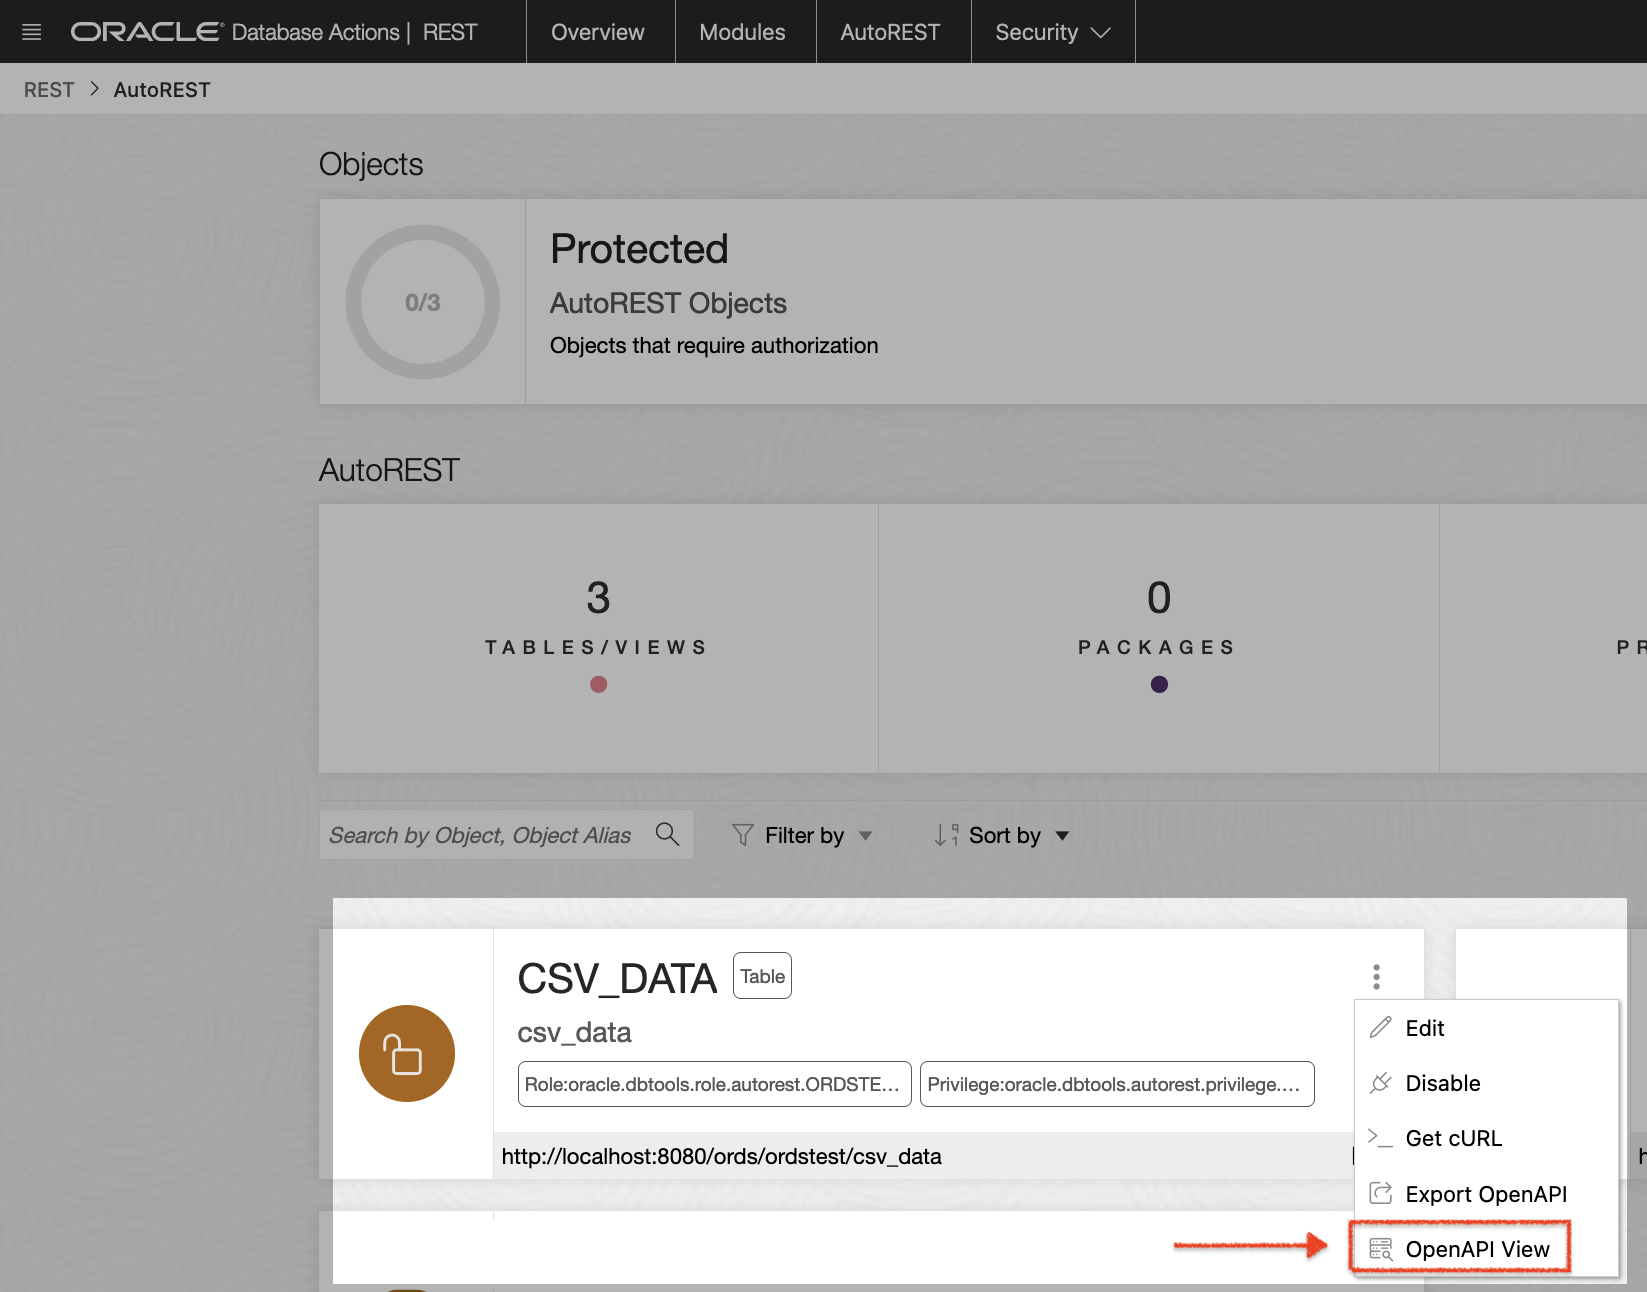 ORACLE Database Actions | REST Overview Modules AutoREST Security
REST > AutoREST
Objects
0/3
Protected
AutoREST Objects
Objects that require authorization
AutoREST
3
TABLES/VIEWS
0
PACKAGES
Search by Object, Object Alias
Filter by
Sort by
CSV_DATA Table
csv_data
Role:oracle.dbtools.role.autorest.ORDSTE...
Privilege:oracle.dbtools.autorest.privilege....
http://localhost:8080/ords/ordstest/csv_data
Edit
Disable
Get cURL
Export OpenAPI
OpenAPI View